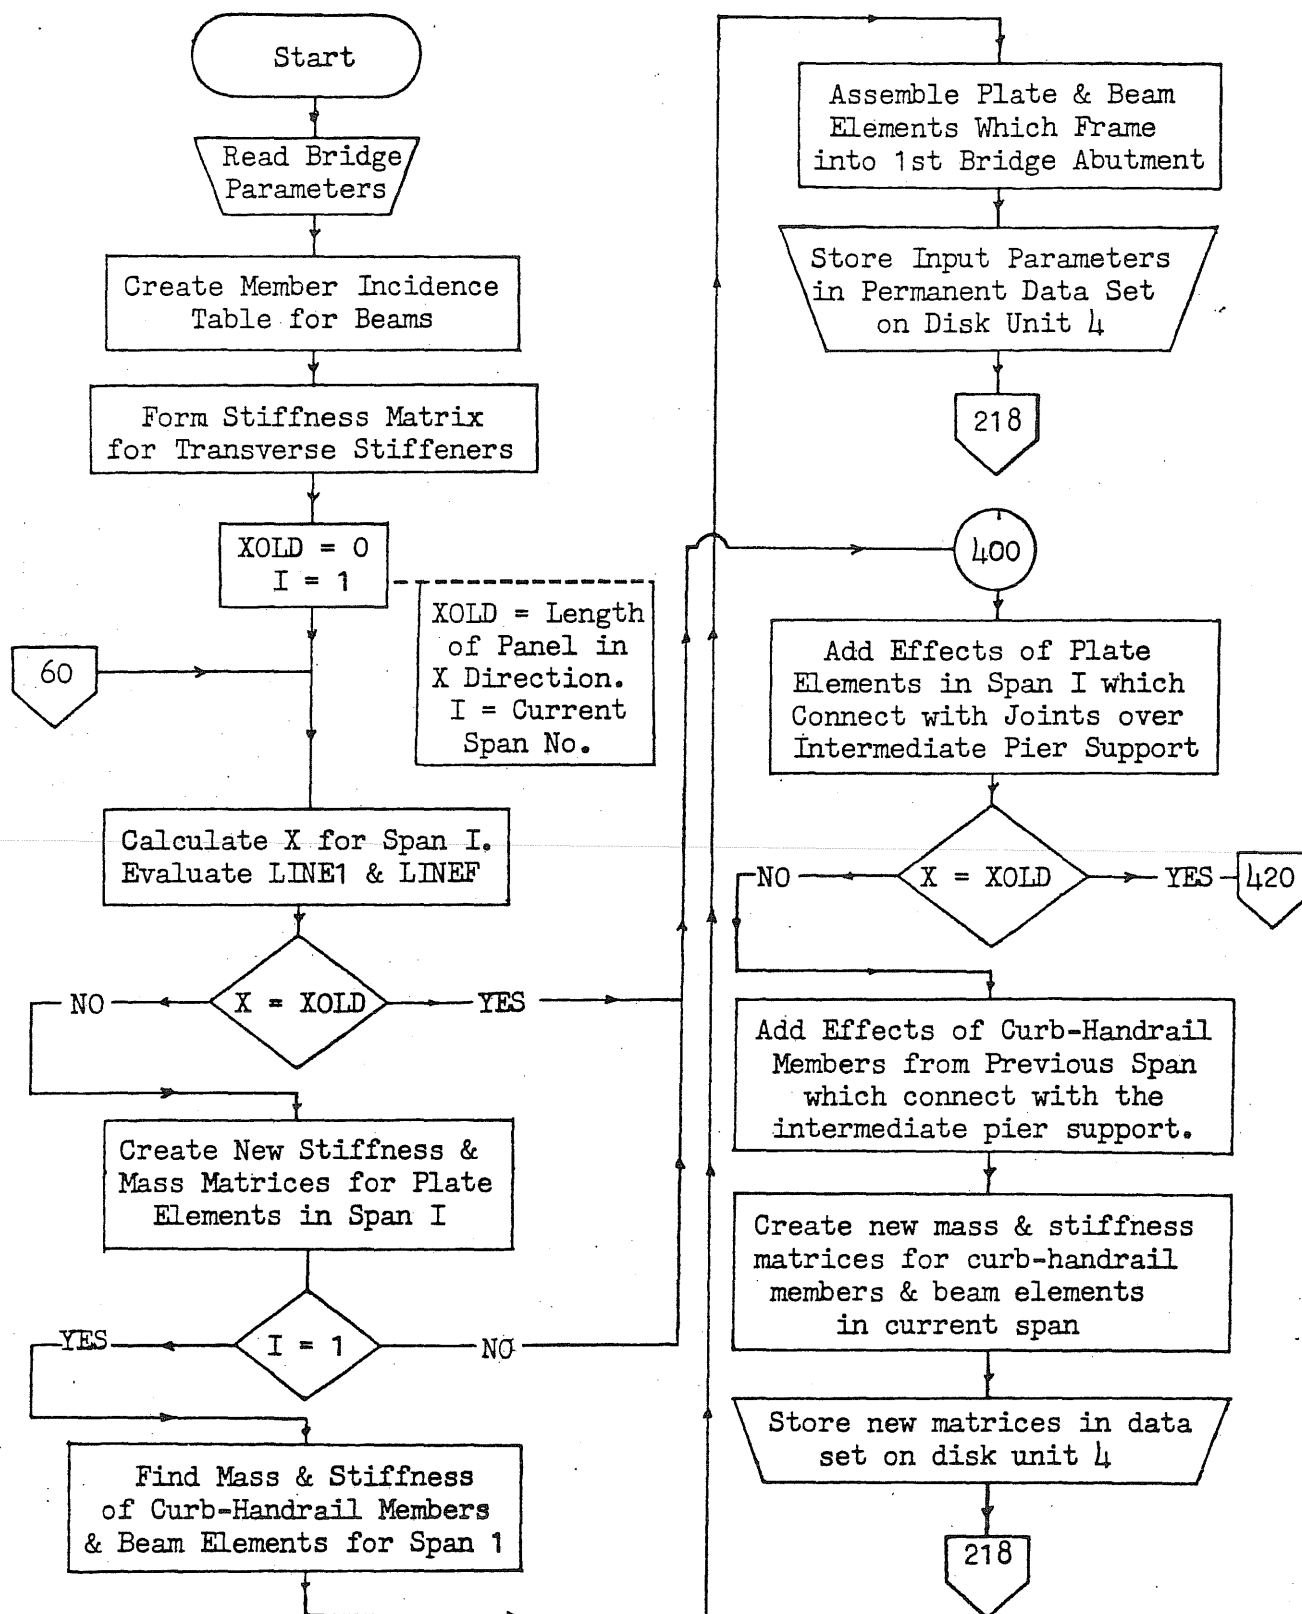 Start
Read Bridge
Parameters
Create Member Incidence
Table for Beams
Form Stiffness Matrix
for Transverse Stiffeners
XOLD = 0
I = 1
XOLD = Length
of Panel in
X Direction.
I = Current
Span No.
60
Calculate X for Span I.
Evaluate LINE1 & LINEF
NO
X = XOLD
YES
Create New Stiffness &
Mass Matrices for Plate
Elements in Span I
YES
I = 1
NO
Find Mass & Stiffness
of Curb-Handrail Members
& Beam Elements for Span 1
Assemble Plate & Beam
Elements Which Frame
into 1st Bridge Abutment
Store Input Parameters
in Permanent Data Set
on Disk Unit 4
218
400
Add Effects of Plate
Elements in Span I which
Connect with Joints over
Intermediate Pier Support
NO
X = XOLD
YES
420
Add Effects of Curb-Handrail
Members from Previous Span
which connect with the
intermediate pier support.
Create new mass & stiffness
matrices for curb-handrail
members & beam elements
in current span
Store new matrices in data
set on disk unit 4
218